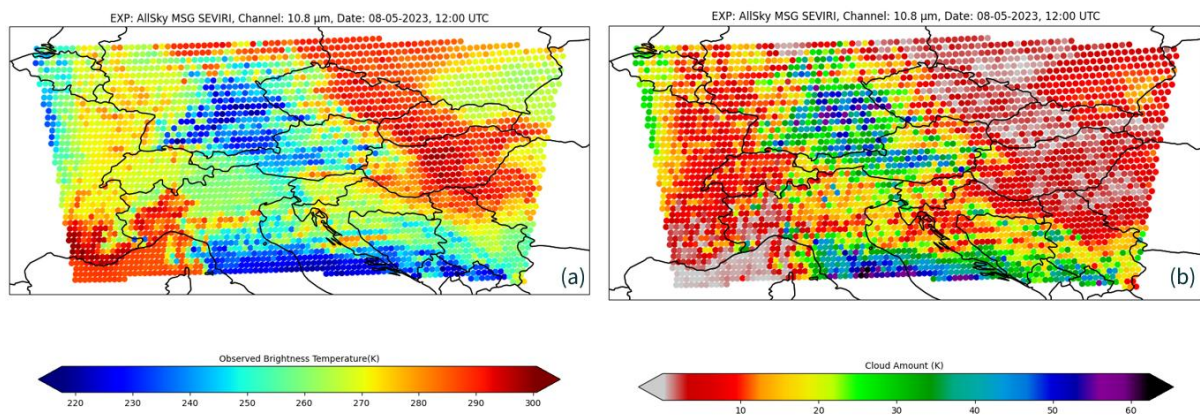 EXP: AllSky MSG SEVIRI, Channel: 10.8 µm, Date: 08-05-2023, 12:00 UTC
(a)
Observed Brightness Temperature(K)
220 230 240 250 260 270 280 290 300
EXP: AllSky MSG SEVIRI, Channel: 10.8 µm, Date: 08-05-2023, 12:00 UTC
(b)
Cloud Amount (K)
10 20 30 40 50 60